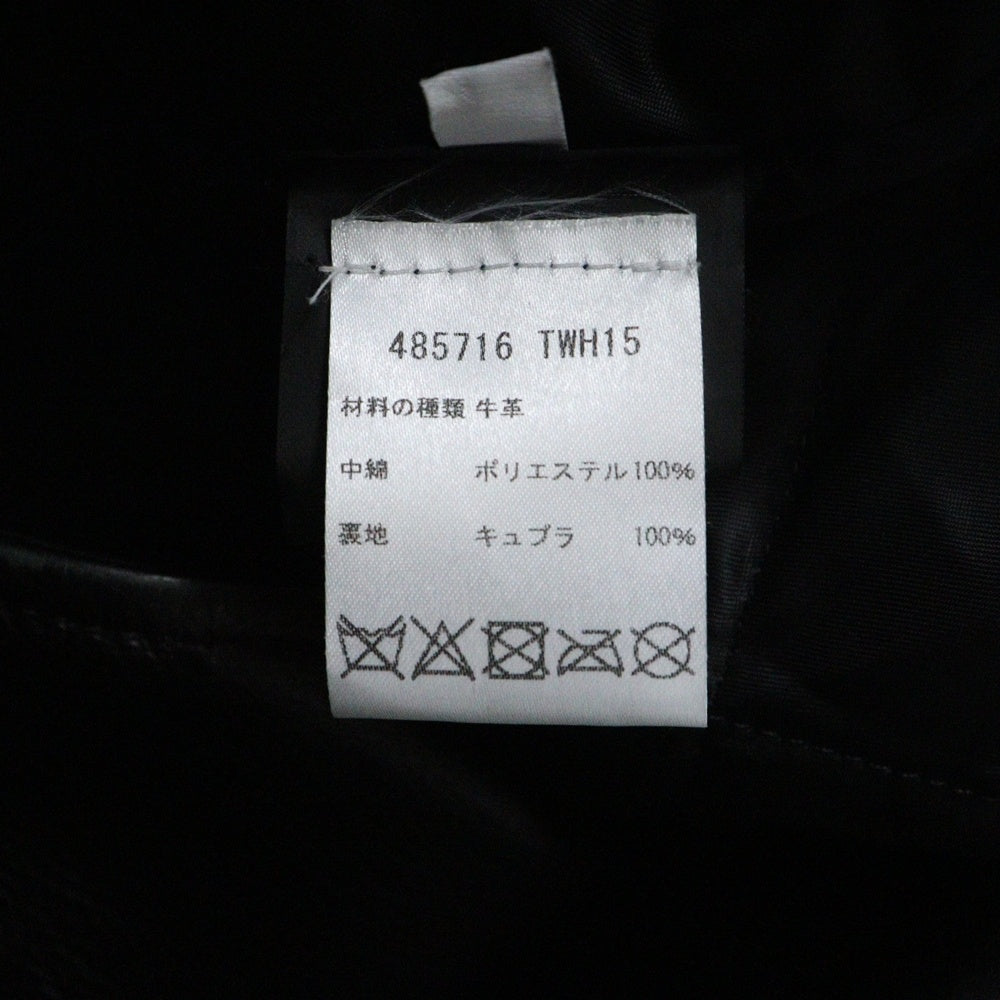 485716 TWH15
材料の種類 牛革
中綿 ポリエステル100%
裏地 キュプラ 100%